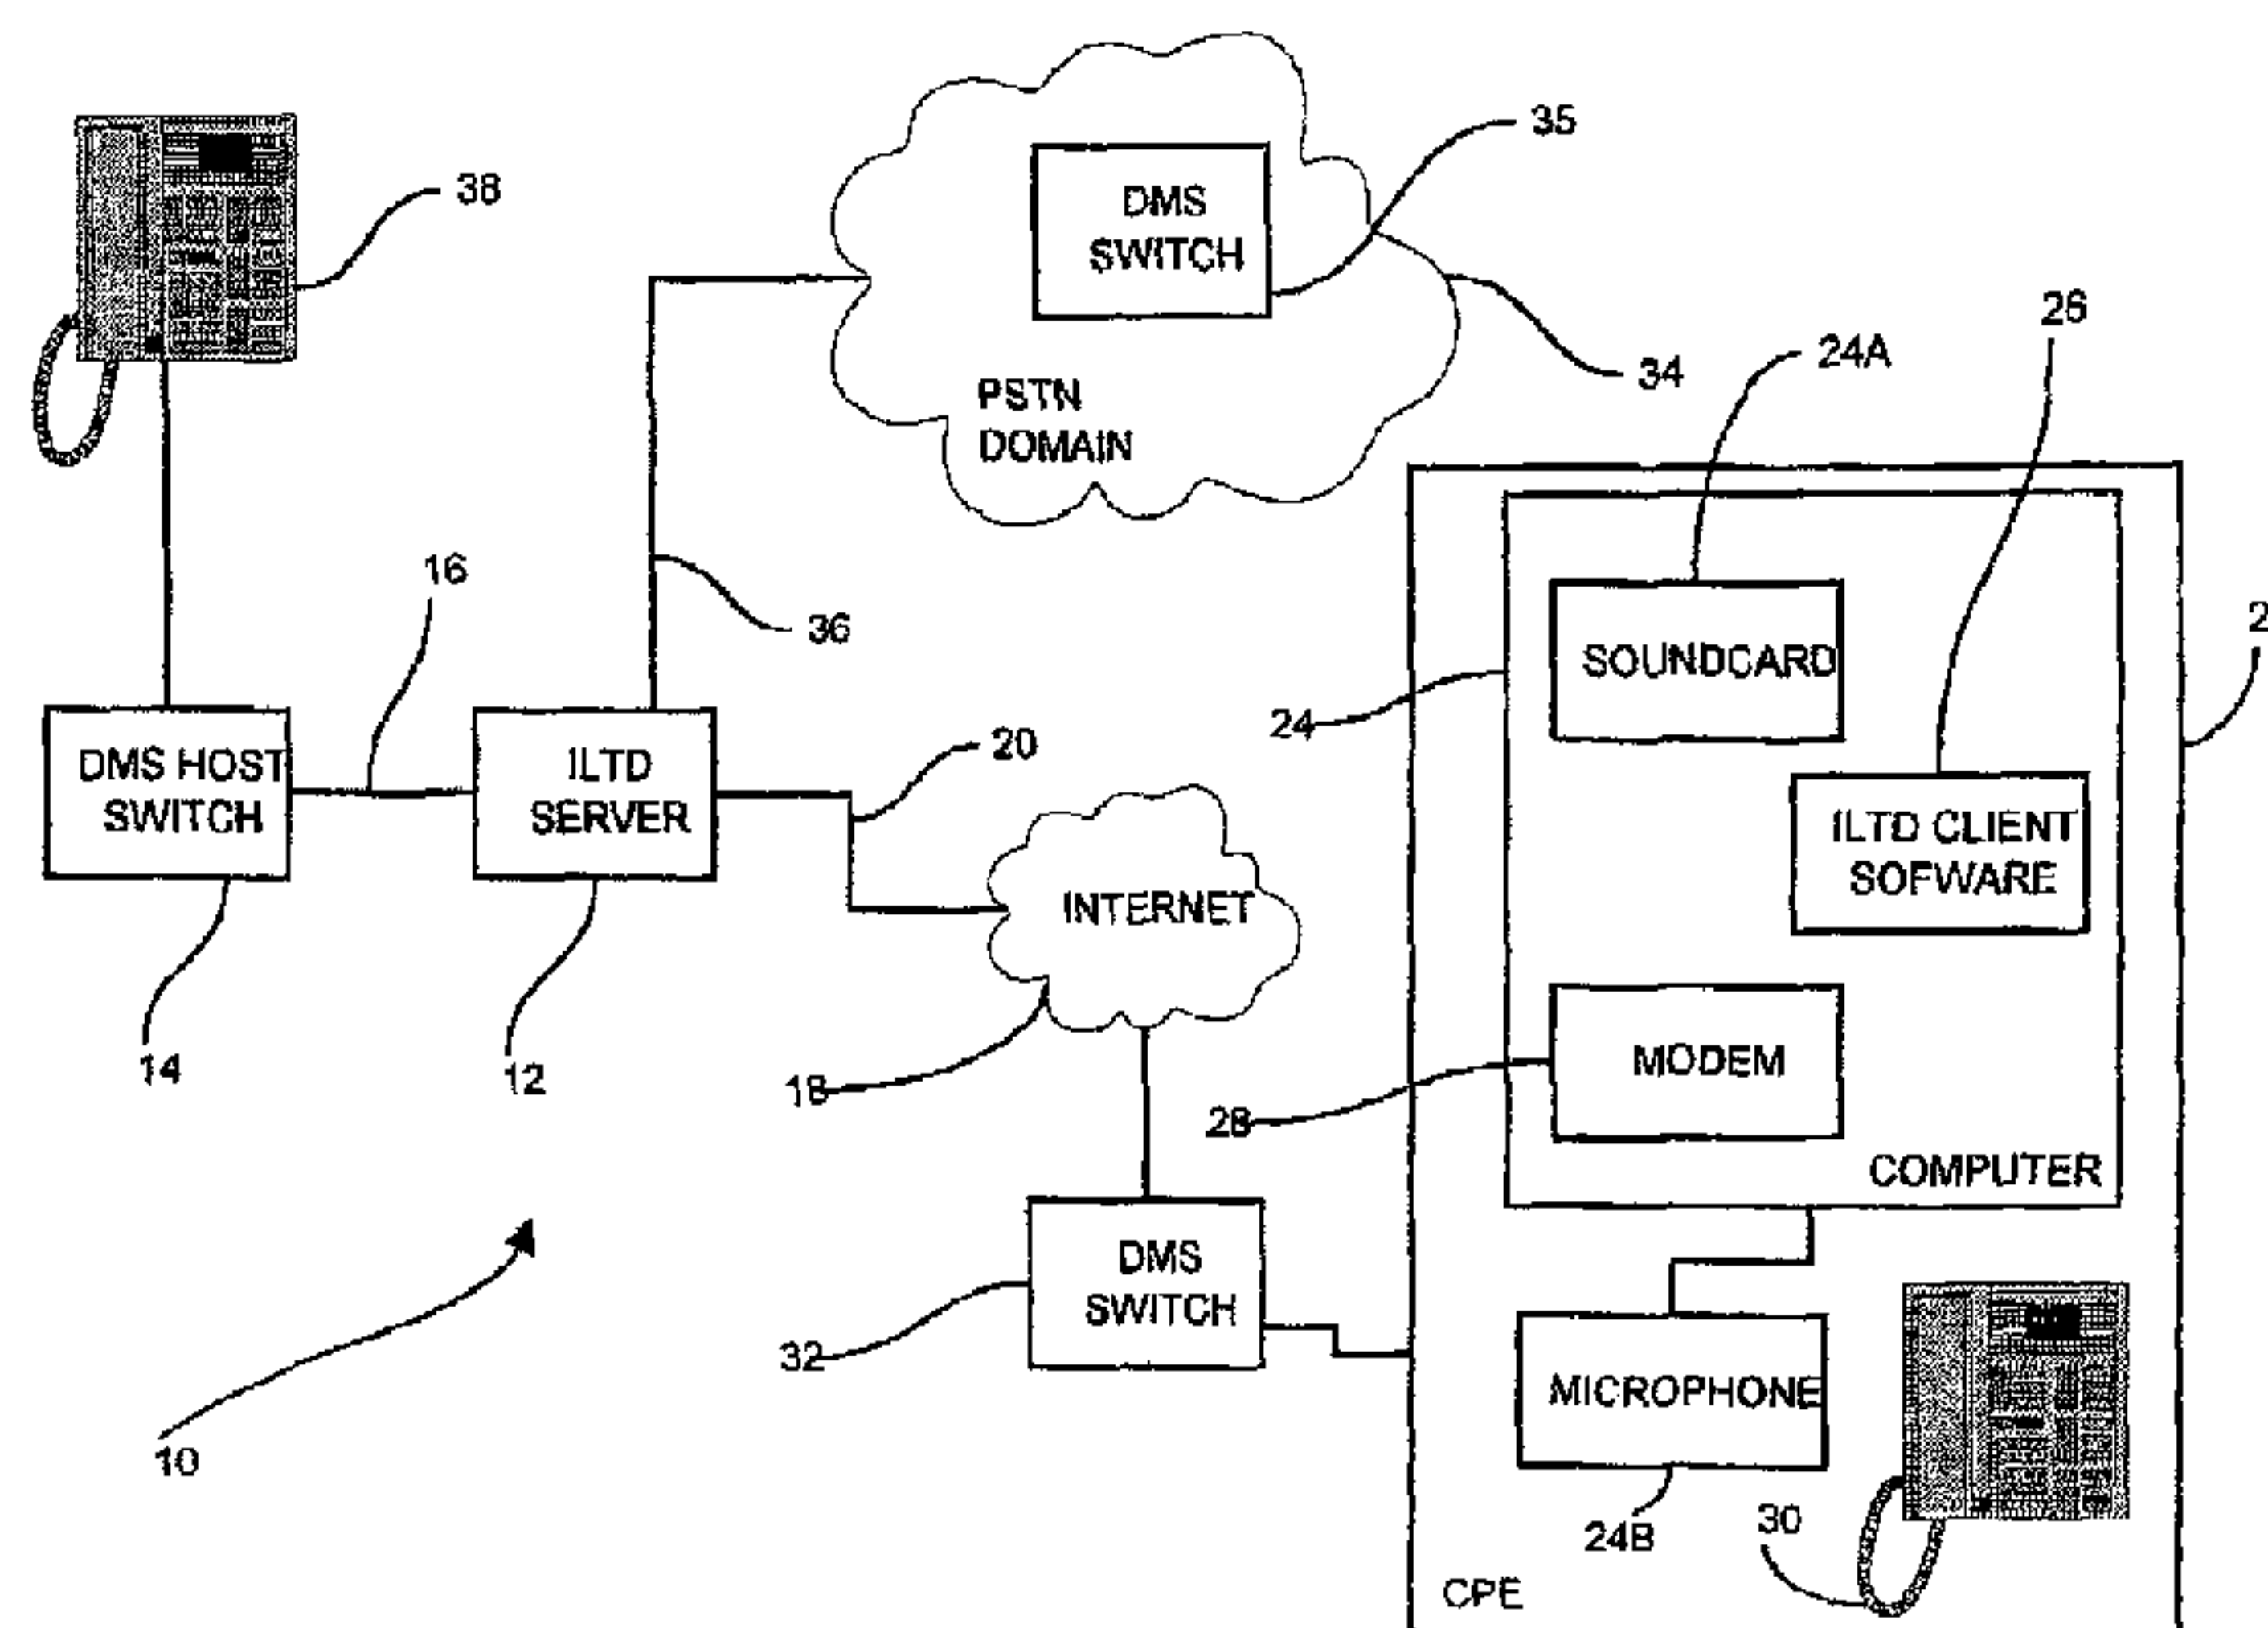 38
35
DMS
SWITCH
26
24A
34
PSTN
DOMAIN
16
36
2
SOUNDCARD
24
20
DMS HOST
SWITCH
ILTD
SERVER
ILTD CLIENT
SOFWARE
INTERNET
14
12
18
28
MODEM
COMPUTER
DMS
SWITCH
32
MICROPHONE
10
24B
30
CPE